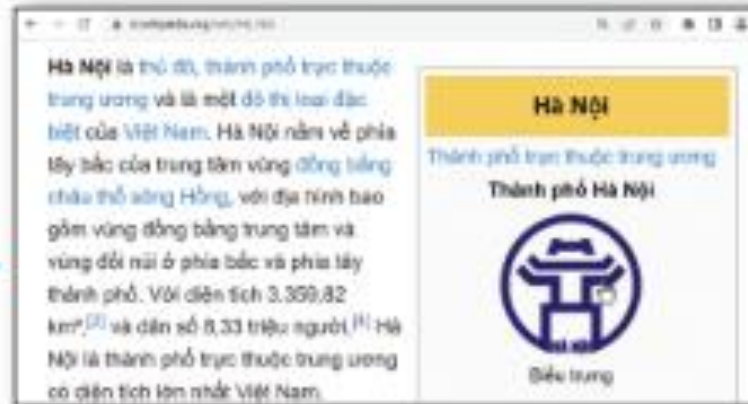 Hà Nội là thủ đô, thành phố trực thuộc
trung ương và là một đô thị loại đặc
biệt của Việt Nam. Hà Nội nằm về phía
tây bắc của trung tâm vùng đồng bằng
châu thổ sông Hồng, với địa hình bao
gồm vùng đồng bằng trung tâm và
vùng đồi núi ở phía bắc và phía tây
thành phố. Với diện tích 3.359,82
km²,[2] và dân số 8,33 triệu người,[4] Hà
Nội là thành phố trực thuộc trung ương
có diện tích lớn nhất Việt Nam.
Hà Nội
Thành phố trực thuộc trung ương
Thành phố Hà Nội
HÀ NỘI
Biểu trưng